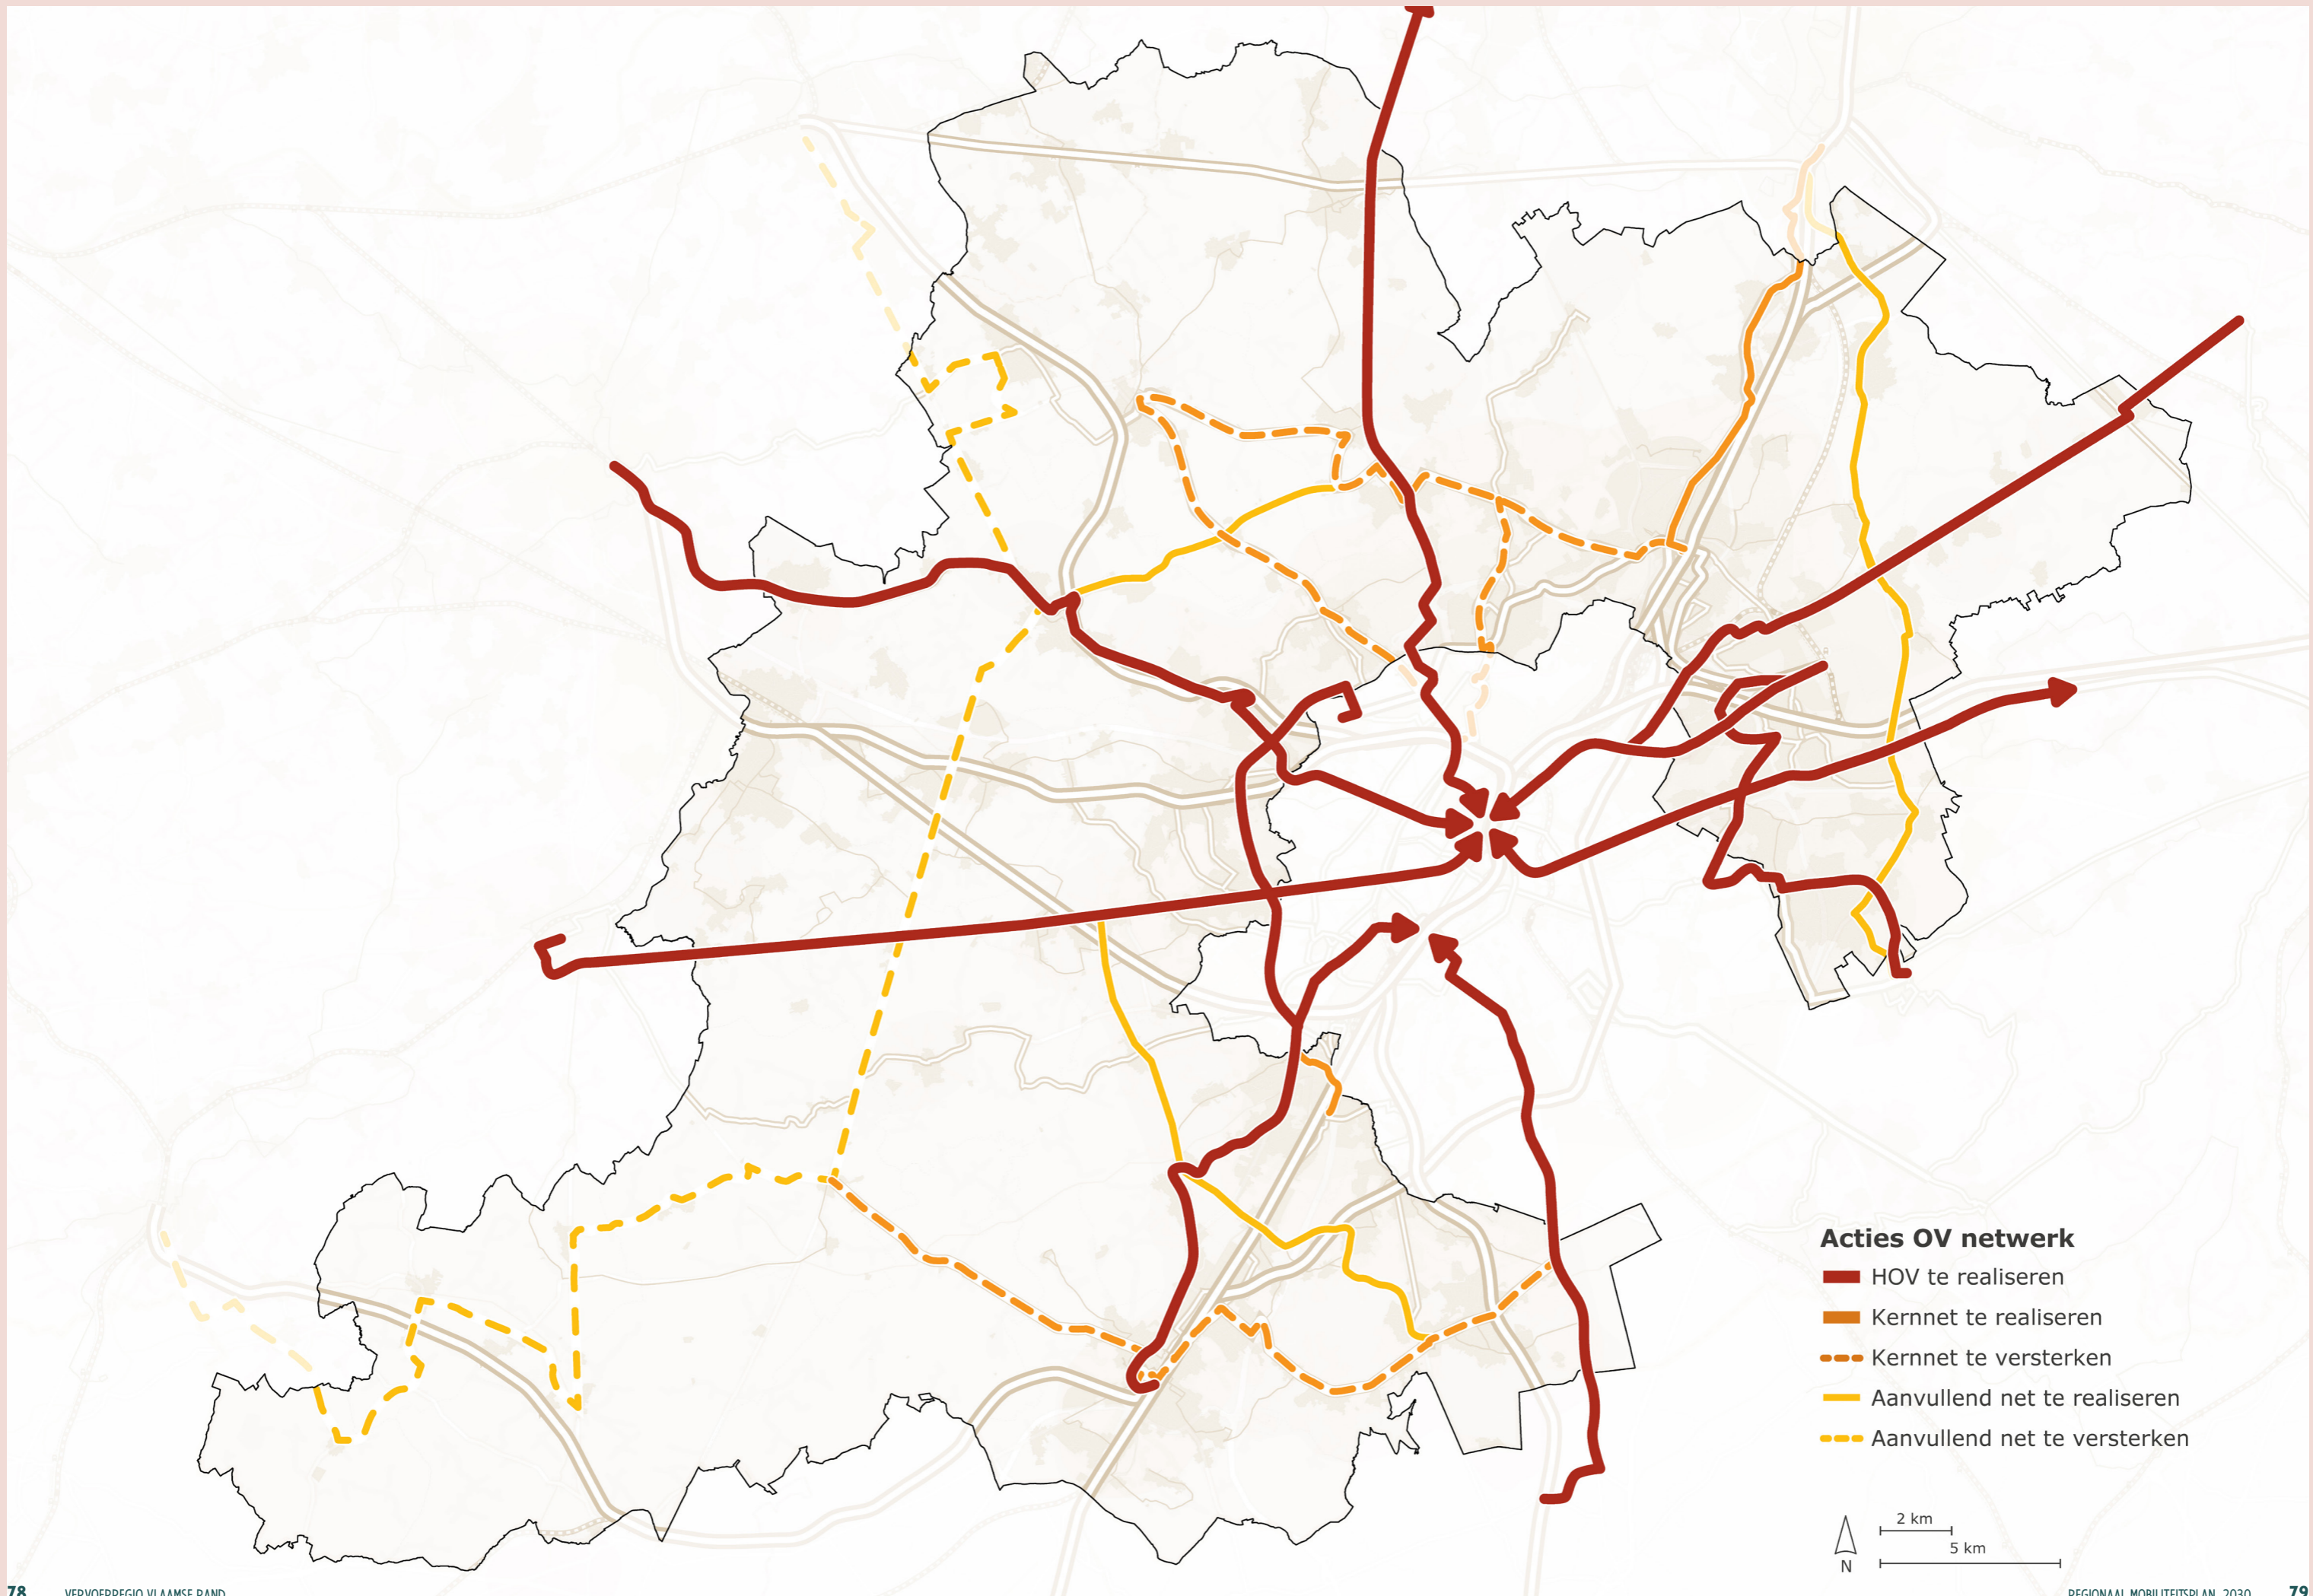 Acties OV netwerk
HOV te realiseren
Kernnet te realiseren
Kernnet te versterken
Aanvullend net te realiseren
Aanvullend net te versterken
2 km
5 km
N
78 VERVOERREGIO VLAAMSE RAND
REGIONAAL MOBILITEITSPLAN 2030 79